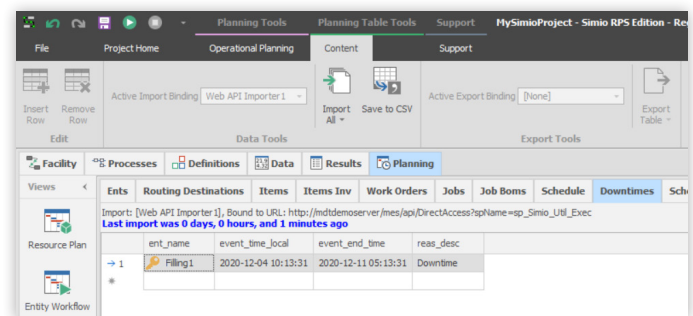 Planning Tools Planning Table Tools Support MySimioProject - Simio RPS Edition - Re
File Project Home Operational Planning Content Support
Insert Row
Remove Row
Active Import Binding Web API Importer1
Import All
Save to CSV
Active Export Binding [None]
Export Table
Edit Data Tools Export Tools
Facility Processes Definitions Data Results Planning
Views < Ents Routing Destinations Items Items Inv Work Orders Jobs Job Boms Schedule Downtimes Sch
Import: [Web API Importer1], Bound to URL: http://mdtdemoserver/mes/api/DirectAccess?spName=sp_Simio_Util_Exec
Last import was 0 days, 0 hours, and 1 minutes ago
Resource Plan
ent_name event_time_local event_end_time reas_desc
1 Filling1 2020-12-04 10:13:31 2020-12-11 05:13:31 Downtime
Entity Workflow